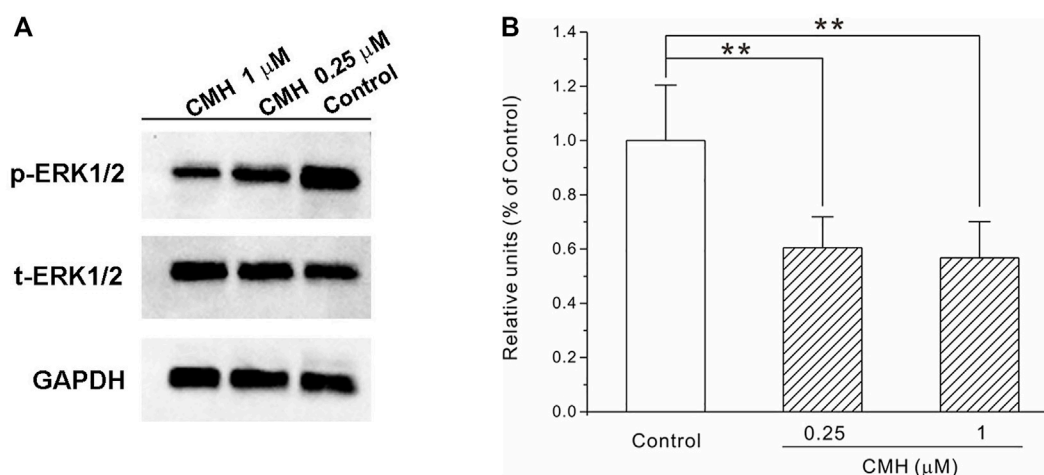 A
CMH 1 μM
CMH 0.25 μM
Control
p-ERK1/2
t-ERK1/2
GAPDH
B
Relative units (% of Control)
1.4
1.2
1.0
0.8
0.6
0.4
0.2
0.0
**
**
Control
0.25
1
CMH (μM)